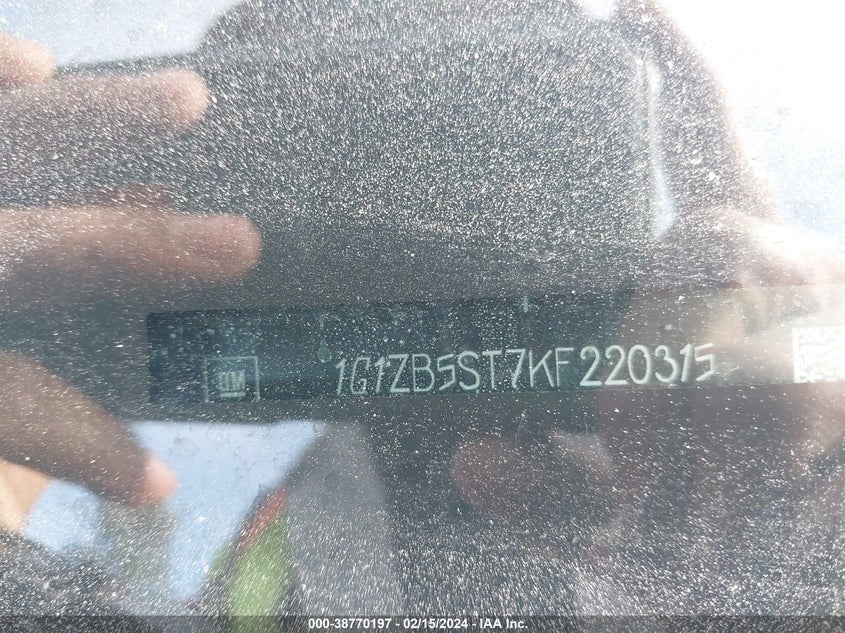 GM
1G1ZB5ST7KF220315
000-38770197 - 02/15/2024 - IAA Inc.